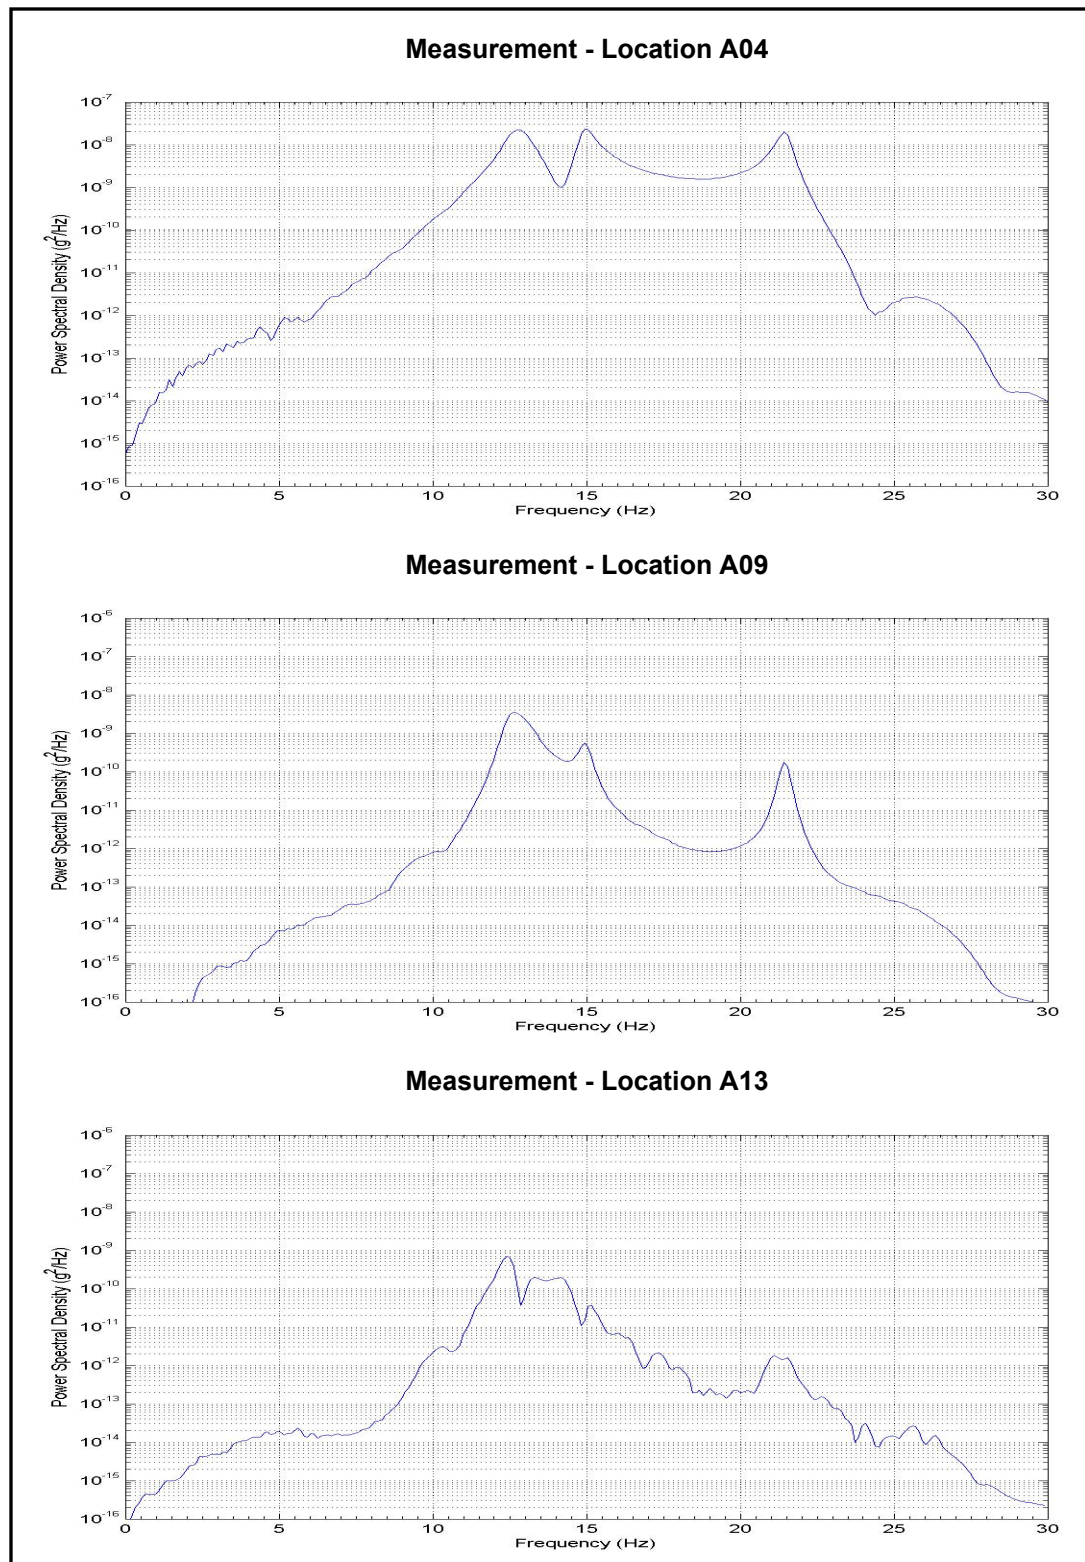 Measurement - Location A04
10⁻⁷
10⁻⁸
10⁻⁹
10⁻¹⁰
10⁻¹¹
10⁻¹²
10⁻¹³
10⁻¹⁴
10⁻¹⁵
10⁻¹⁶
Power Spectral Density (g²/Hz)
0 5 10 15 20 25 30
Frequency (Hz)
Measurement - Location A09
10⁻⁶
10⁻⁷
10⁻⁸
10⁻⁹
10⁻¹⁰
10⁻¹¹
10⁻¹²
10⁻¹³
10⁻¹⁴
10⁻¹⁵
10⁻¹⁶
Power Spectral Density (g²/Hz)
0 5 10 15 20 25 30
Frequency (Hz)
Measurement - Location A13
10⁻⁶
10⁻⁷
10⁻⁸
10⁻⁹
10⁻¹⁰
10⁻¹¹
10⁻¹²
10⁻¹³
10⁻¹⁴
10⁻¹⁵
10⁻¹⁶
Power Spectral Density (g²/Hz)
0 5 10 15 20 25 30
Frequency (Hz)